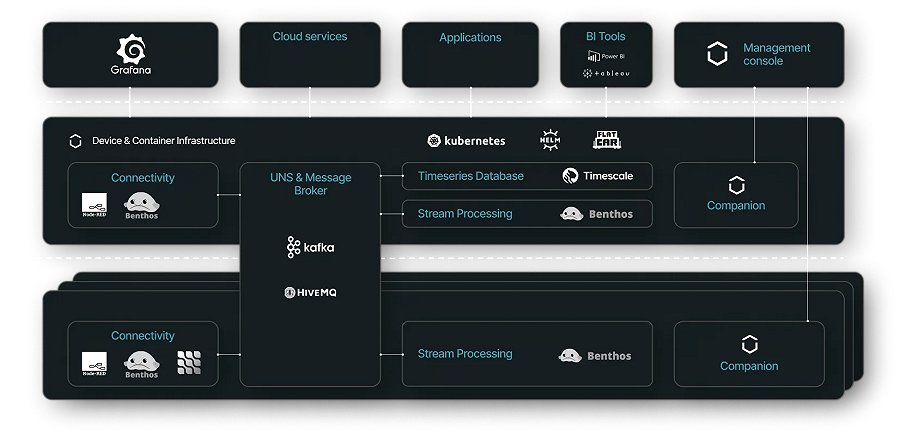 Grafana
Cloud services
Applications
BI Tools
Power BI
+ a b l e a u
Management
console
Device & Container Infrastructure
kubernetes
HELM
FLAT
CAR
Connectivity
Node-RED
Benthos
UNS & Message
Broker
kafka
HIVEMQ
Timeseries Database
Timescale
Stream Processing
Benthos
Companion
Connectivity
Node-RED
Benthos
Stream Processing
Benthos
Companion